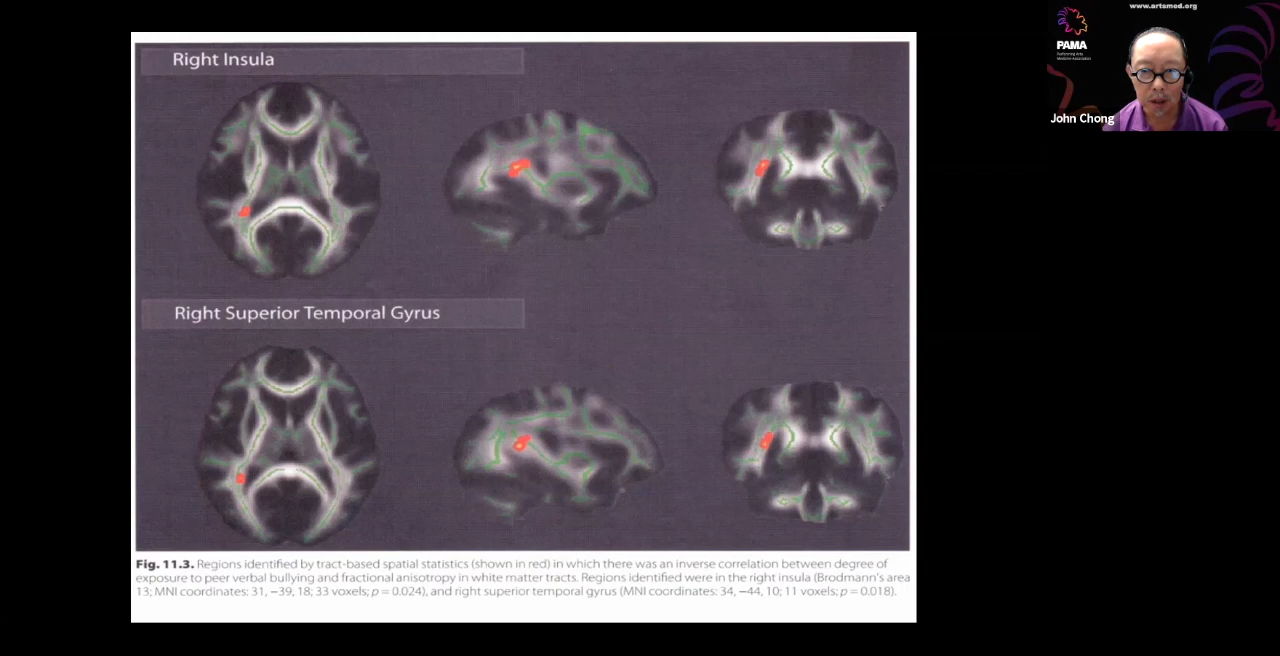 www.artsmed.org
PAMA
Performing Arts
Medicine Association
John Chong
Right Insula
Right Superior Temporal Gyrus
Fig. 11.3. Regions identified by tract-based spatial statistics (shown in red) in which there was an inverse correlation between degree of
exposure to peer verbal bullying and fractional anisotropy in white matter tracts. Regions identified were in the right insula (Brodmann's area
13; MNI coordinates: 31, −39, 18; 33 voxels; p = 0.024), and right superior temporal gyrus (MNI coordinates: 34, −44, 10; 11 voxels; p = 0.018).